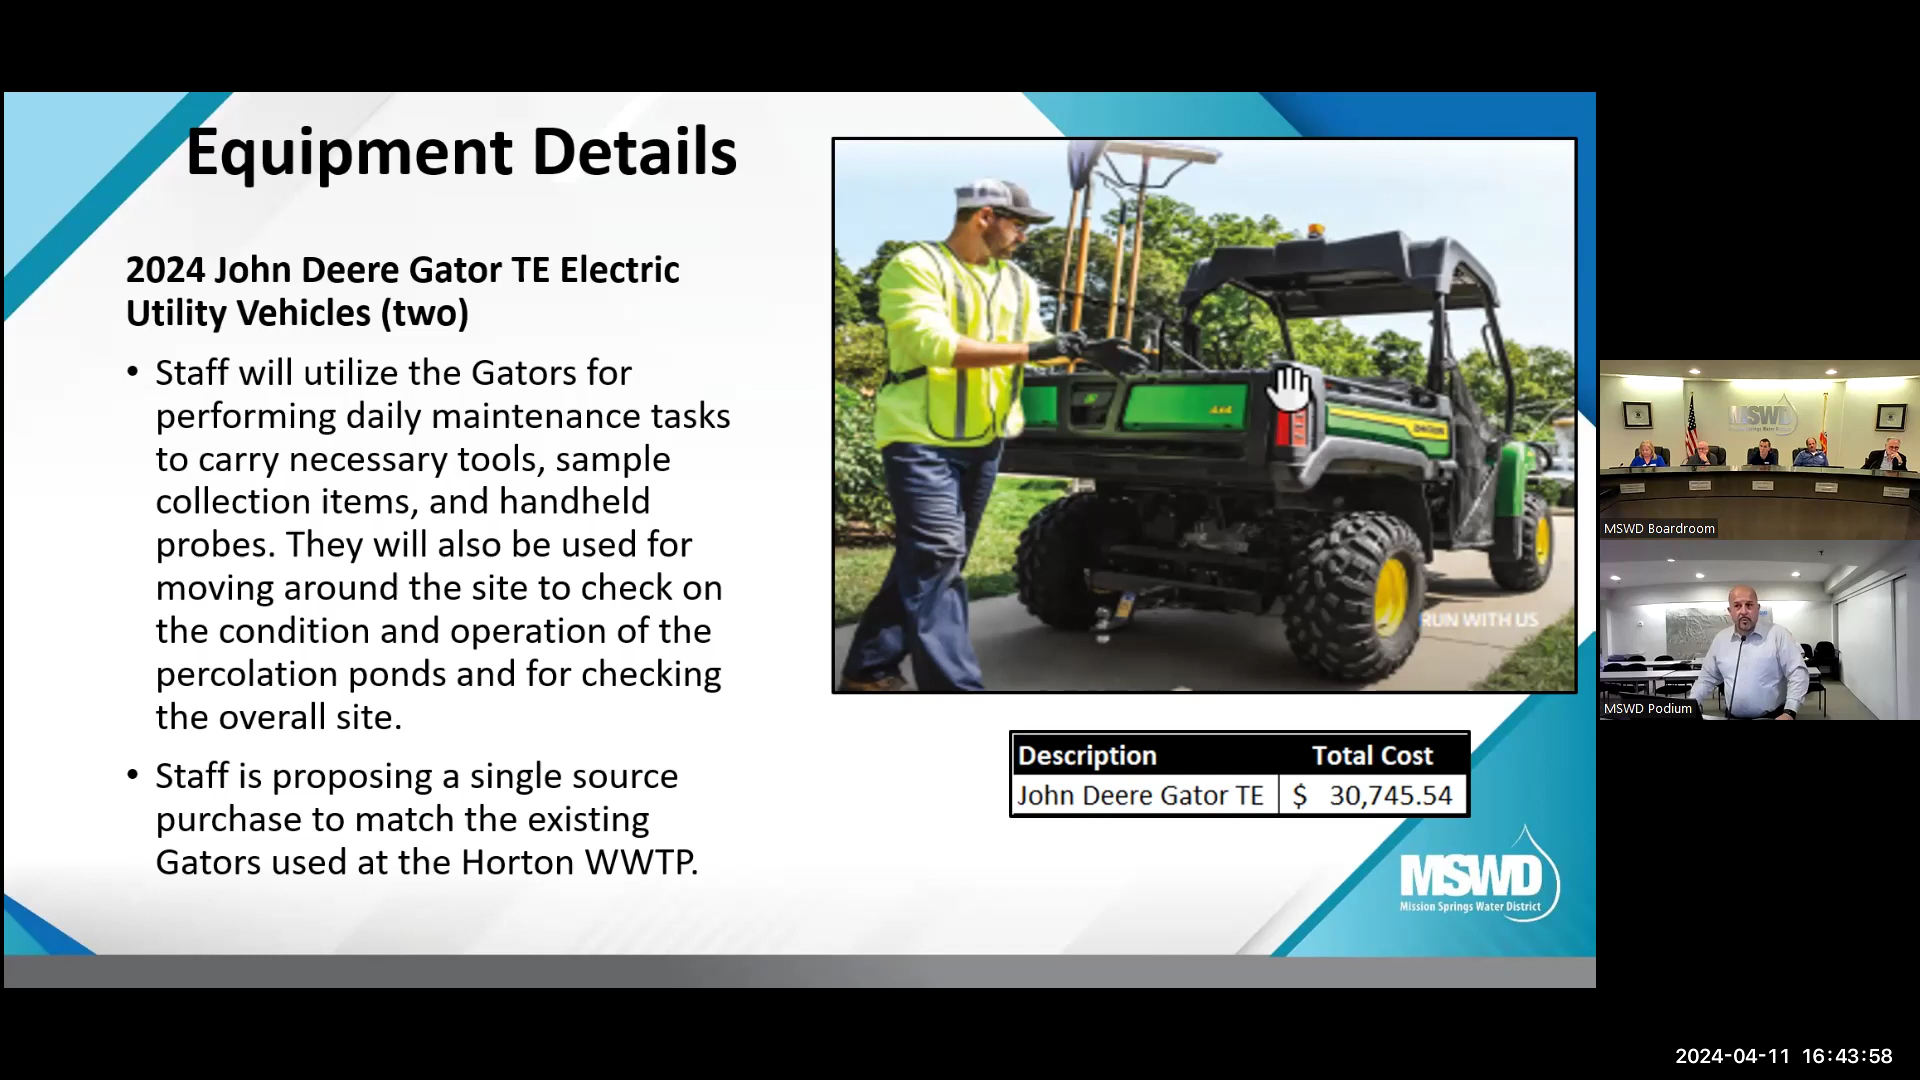 Equipment Details
2024 John Deere Gator TE Electric
Utility Vehicles (two)
• Staff will utilize the Gators for
performing daily maintenance tasks
to carry necessary tools, sample
collection items, and handheld
probes. They will also be used for
moving around the site to check on
the condition and operation of the
percolation ponds and for checking
the overall site.
• Staff is proposing a single source
purchase to match the existing
Gators used at the Horton WWTP.
4x4
RUN WITH US
Description Total Cost
John Deere Gator TE $ 30,745.54
MSWD
Mission Springs Water District
MSWD
MSWD Boardroom
MSWD Podium
2024-04-11 16:43:58